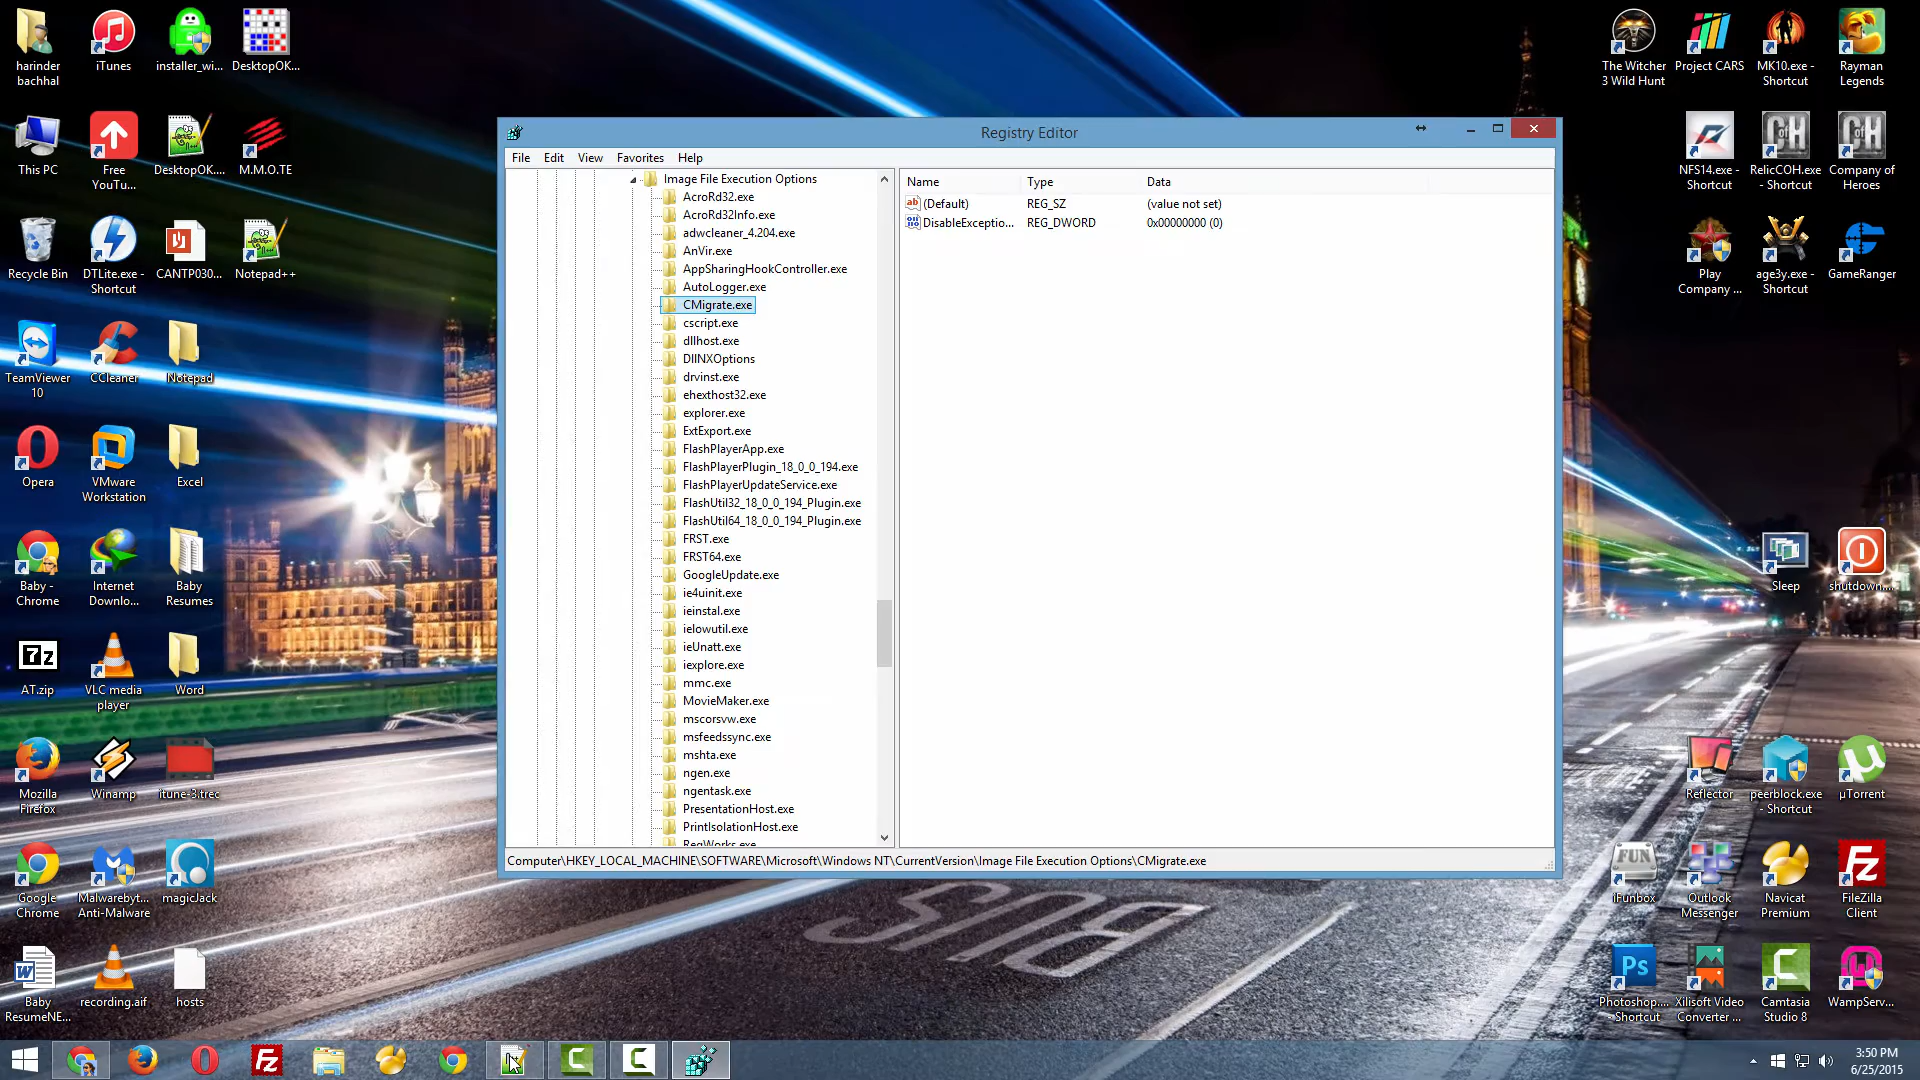 harinder
bachhal
iTunes
installer_wi...
DesktopOK...
The Witcher
3 Wild Hunt
Project CARS
MK10.exe -
Shortcut
Rayman
Legends
This PC
Free
YouTu...
DesktopOK....
M.M.O.TE
NFS14.exe -
Shortcut
RelicCOH.exe
- Shortcut
Company of
Heroes
Recycle Bin
DTLite.exe -
Shortcut
CANTP030...
Notepad++
Play
Company ...
age3y.exe -
Shortcut
GameRanger
TeamViewer
10
CCleaner
Notepad
Opera
VMware
Workstation
Excel
Baby -
Chrome
Internet
Downlo...
Baby
Resumes
Sleep
shutdown....
7z
AT.zip
VLC media
player
Word
Mozilla
Firefox
Winamp
itune-3.trec
Reflector
peerblock.exe
- Shortcut
µTorrent
Google
Chrome
Malwarebyt...
Anti-Malware
magicJack
FUN
iFunbox
Outlook
Messenger
Navicat
Premium
FileZilla
Client
Baby
ResumeNE...
recording.aif
hosts
Ps
Photoshop....
- Shortcut
Xilisoft Video
Converter ...
Camtasia
Studio 8
WampServ...
Registry Editor
File Edit View Favorites Help
Image File Execution Options
AcroRd32.exe
AcroRd32Info.exe
adwcleaner_4.204.exe
AnVir.exe
AppSharingHookController.exe
AutoLogger.exe
CMigrate.exe
cscript.exe
dllhost.exe
DllNXOptions
drvinst.exe
ehexthost32.exe
explorer.exe
ExtExport.exe
FlashPlayerApp.exe
FlashPlayerPlugin_18_0_0_194.exe
FlashPlayerUpdateService.exe
FlashUtil32_18_0_0_194_Plugin.exe
FlashUtil64_18_0_0_194_Plugin.exe
FRST.exe
FRST64.exe
GoogleUpdate.exe
ie4uinit.exe
ieinstal.exe
ielowutil.exe
ieUnatt.exe
iexplore.exe
mmc.exe
MovieMaker.exe
mscorsvw.exe
msfeedssync.exe
mshta.exe
ngen.exe
ngentask.exe
PresentationHost.exe
PrintIsolationHost.exe
RegWorks.exe
Name Type Data
(Default) REG_SZ (value not set)
DisableExceptio... REG_DWORD 0x00000000 (0)
Computer\HKEY_LOCAL_MACHINE\SOFTWARE\Microsoft\Windows NT\CurrentVersion\Image File Execution Options\CMigrate.exe
BUS
Fz
3:50 PM
6/25/2015